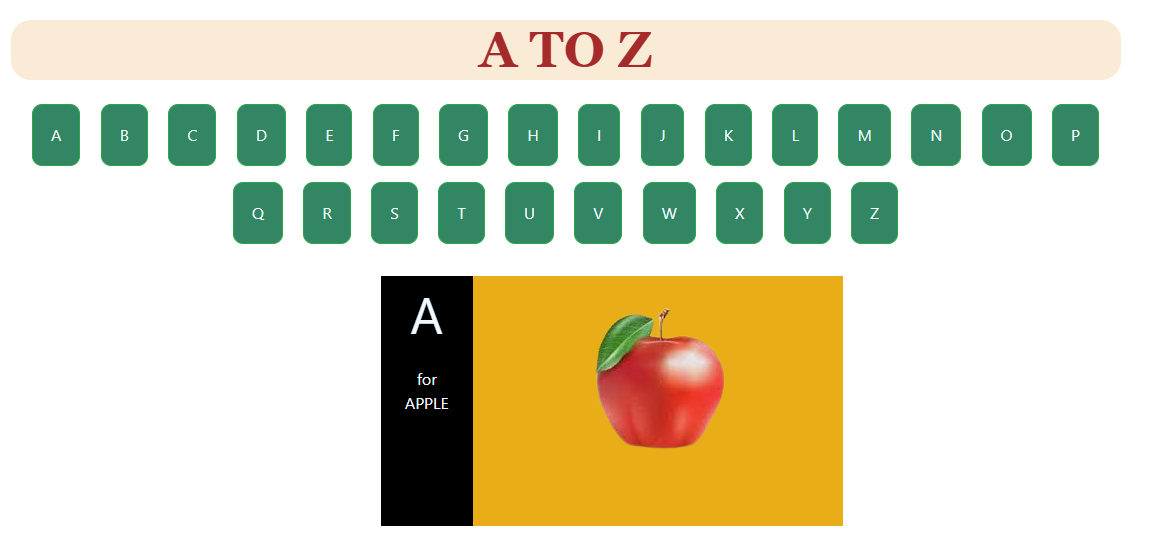 A TO Z
A B C D E F G H I J K L M N O P
Q R S T U V W X Y Z
A
for
APPLE